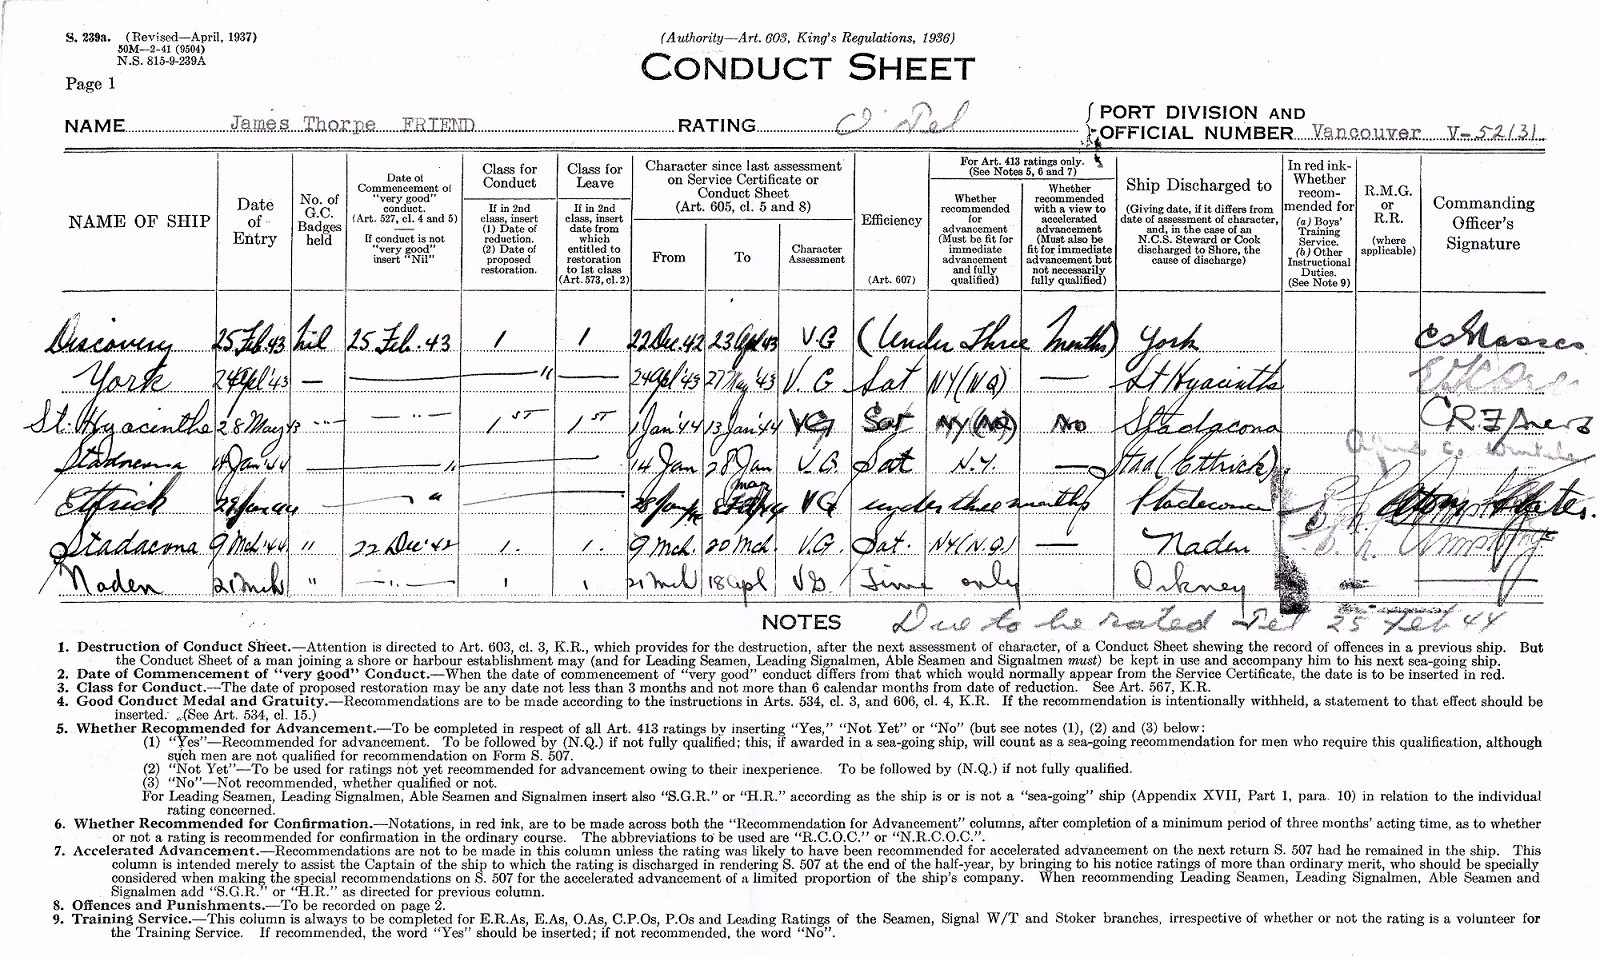 S. 239a. (Revised—April, 1937)
50M—2-41 (9504)
N.S. 815-9-239A
Page 1
(Authority—Art. 603, King's Regulations, 1936)
CONDUCT SHEET
NAME James Thorpe FRIEND RATING O'Tel PORT DIVISION AND OFFICIAL NUMBER Vancouver V-52131
NAME OF SHIP
Date of Entry
No. of G.C. Badges held
Date of Commencement of "very good" conduct. (Art. 527, cl. 4 and 5)
If conduct is not "very good" insert "Nil"
Class for Conduct
If in 2nd class, insert (1) Date of reduction. (2) Date of proposed restoration.
Class for Leave
If in 2nd class, insert date from which entitled to restoration to 1st class (Art. 573, cl. 2)
Character since last assessment on Service Certificate or Conduct Sheet (Art. 605, cl. 5 and 8)
From
To
Character Assessment
Efficiency
(Art. 607)
For Art. 413 ratings only. (See Notes 5, 6 and 7)
Whether recommended for advancement (Must be fit for immediate advancement and fully qualified)
Whether recommended with a view to accelerated advancement (Must also be fit for immediate advancement but not necessarily fully qualified)
Ship Discharged to
(Giving date, if it differs from date of assessment of character, and, in the case of an N.C.S. Steward or Cook discharged to Shore, the cause of discharge)
In red ink-Whether recommended for (a) Boys' Training Service. (b) Other Instructional Duties. (See Note 9)
R.M.G. or R.R. (where applicable)
Commanding Officer's Signature
Discovery 25 Feb. 43 nil 25 Feb. 43 1 1 22 Dec. 42 23 Apl 43 V.G (Under Three Months) York
York 24 Apl '43 — " 24 Apl '43 27 May '43 V.G Sat NY(NQ) — St Hyacinthe
St. Hyacinthe 28 May 43 — " — 1ST 1ST 1 Jan '44 13 Jan '44 VG Sat NY(NQ) No Stadacona
Stadacona 14 Jan '44 " 14 Jan 28 Jan V.G. Sat N.Y. — Stad (Ettrick)
Ettrick 29 Jan 44 " 28 Jan 8 Mar 44 VG under three months Stadacona
Stadacona 9 Mch '44 " 22 Dec '42 1. 1. 9 Mch. 20 Mch. V.G. Sat. NY(N.Q.) — Naden
Naden 21 Mch " — " — 1 1 21 Mch 18 Apl VG Time only Orkney
NOTES Due to be rated Tel 25 Feb 44
1. Destruction of Conduct Sheet.—Attention is directed to Art. 603, cl. 3, K.R., which provides for the destruction, after the next assessment of character, of a Conduct Sheet shewing the record of offences in a previous ship. But
the Conduct Sheet of a man joining a shore or harbour establishment may (and for Leading Seamen, Leading Signalmen, Able Seamen and Signalmen must) be kept in use and accompany him to his next sea-going ship.
2. Date of Commencement of "very good" Conduct.—When the date of commencement of "very good" conduct differs from that which would normally appear from the Service Certificate, the date is to be inserted in red.
3. Class for Conduct.—The date of proposed restoration may be any date not less than 3 months and not more than 6 calendar months from date of reduction. See Art. 567, K.R.
4. Good Conduct Medal and Gratuity.—Recommendations are to be made according to the instructions in Arts. 534, cl. 3, and 606, cl. 4, K.R. If the recommendation is intentionally withheld, a statement to that effect should be
inserted. (See Art. 534, cl. 15.)
5. Whether Recommended for Advancement.—To be completed in respect of all Art. 413 ratings by inserting "Yes," "Not Yet" or "No" (but see notes (1), (2) and (3) below:
(1) "Yes"—Recommended for advancement. To be followed by (N.Q.) if not fully qualified; this, if awarded in a sea-going ship, will count as a sea-going recommendation for men who require this qualification, although
such men are not qualified for recommendation on Form S. 507.
(2) "Not Yet"—To be used for ratings not yet recommended for advancement owing to their inexperience. To be followed by (N.Q.) if not fully qualified.
(3) "No"—Not recommended, whether qualified or not.
For Leading Seamen, Leading Signalmen, Able Seamen and Signalmen insert also "S.G.R." or "H.R." according as the ship is or is not a "sea-going" ship (Appendix XVII, Part 1, para. 10) in relation to the individual
rating concerned.
6. Whether Recommended for Confirmation.—Notations, in red ink, are to be made across both the "Recommendation for Advancement" columns, after completion of a minimum period of three months' acting time, as to whether
or not a rating is recommended for confirmation in the ordinary course. The abbreviations to be used are "R.C.O.C." or "N.R.C.O.C.".
7. Accelerated Advancement.—Recommendations are not to be made in this column unless the rating was likely to have been recommended for accelerated advancement on the next return S. 507 had he remained in the ship. This
column is intended merely to assist the Captain of the ship to which the rating is discharged in rendering S. 507 at the end of the half-year, by bringing to his notice ratings of more than ordinary merit, who should be specially
considered when making the special recommendations on S. 507 for the accelerated advancement of a limited proportion of the ship's company. When recommending Leading Seamen, Leading Signalmen, Able Seamen and
Signalmen add "S.G.R." or "H.R." as directed for previous column.
8. Offences and Punishments.—To be recorded on page 2.
9. Training Service.—This column is always to be completed for E.R.As, E.As, O.As, C.P.Os, P.Os and Leading Ratings of the Seamen, Signal W/T and Stoker branches, irrespective of whether or not the rating is a volunteer for
the Training Service. If recommended, the word "Yes" should be inserted; if not recommended, the word "No".